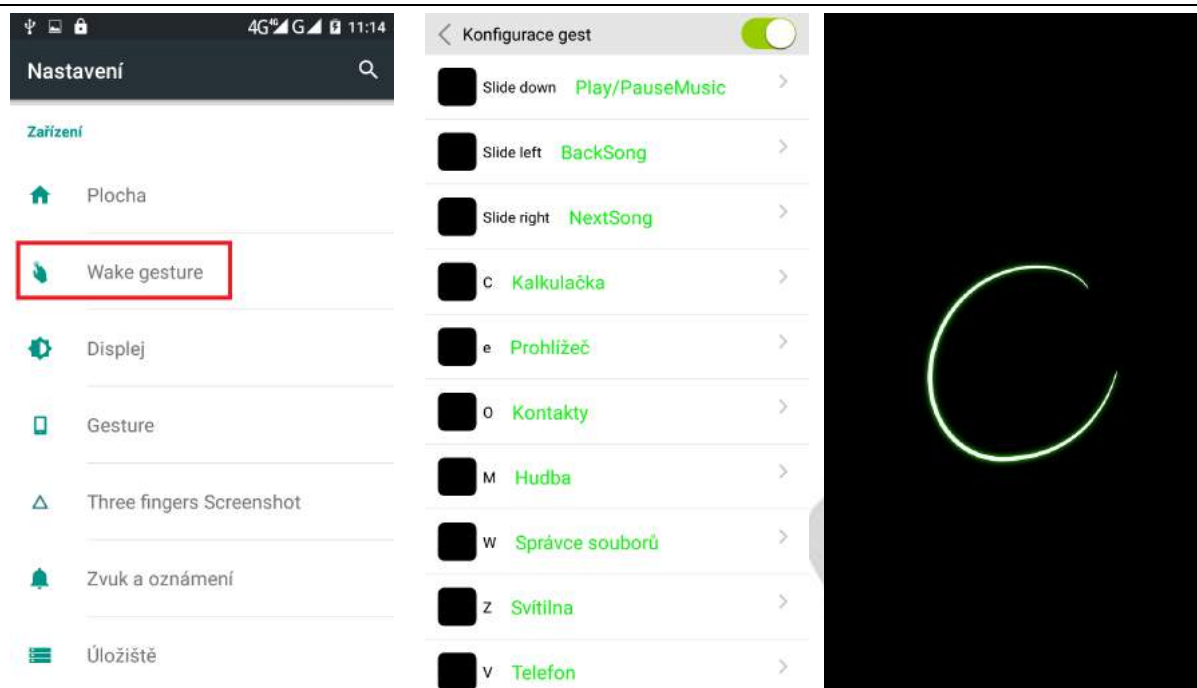 4G 4G G 11:14
Nastavení
Zařízení
Plocha
Wake gesture
Displej
Gesture
Three fingers Screenshot
Zvuk a oznámení
Úložiště
Konfigurace gest
Slide down Play/PauseMusic
Slide left BackSong
Slide right NextSong
C Kalkulačka
e Prohlížeč
O Kontakty
M Hudba
W Správce souborů
Z Svítilna
V Telefon